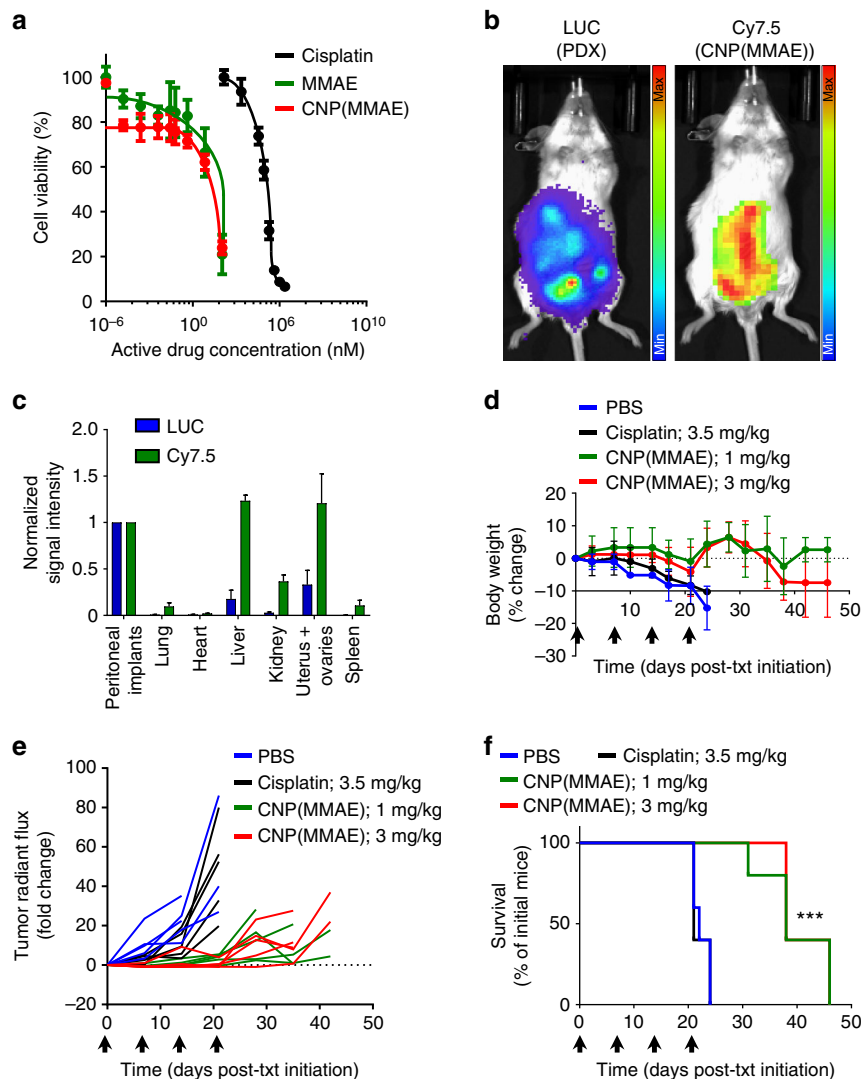 a
Cisplatin
MMAE
CNP(MMAE)
100
80
60
40
20
0
Cell viability (%)
10⁻⁶
10⁰
10⁶
10¹⁰
Active drug concentration (nM)
b
LUC
(PDX)
Cy7.5
(CNP(MMAE))
Max
Min
Max
Min
c
LUC
Cy7.5
2.0
1.5
1
0.5
0
Normalized
signal intensity
Peritoneal
implants
Lung
Heart
Liver
Kidney
Uterus +
ovaries
Spleen
d
PBS
Cisplatin; 3.5 mg/kg
CNP(MMAE); 1 mg/kg
CNP(MMAE); 3 mg/kg
20
10
0
−10
−20
−30
Body weight
(% change)
10
20
30
40
50
Time (days post-txt initiation)
e
PBS
Cisplatin; 3.5 mg/kg
CNP(MMAE); 1 mg/kg
CNP(MMAE); 3 mg/kg
100
80
60
40
20
0
−20
Tumor radiant flux
(fold change)
0
10
20
30
40
50
Time (days post-txt initiation)
f
PBS
Cisplatin; 3.5 mg/kg
CNP(MMAE); 1 mg/kg
CNP(MMAE); 3 mg/kg
100
50
0
Survival
(% of initial mice)
***
0
10
20
30
40
50
Time (days post-txt initiation)